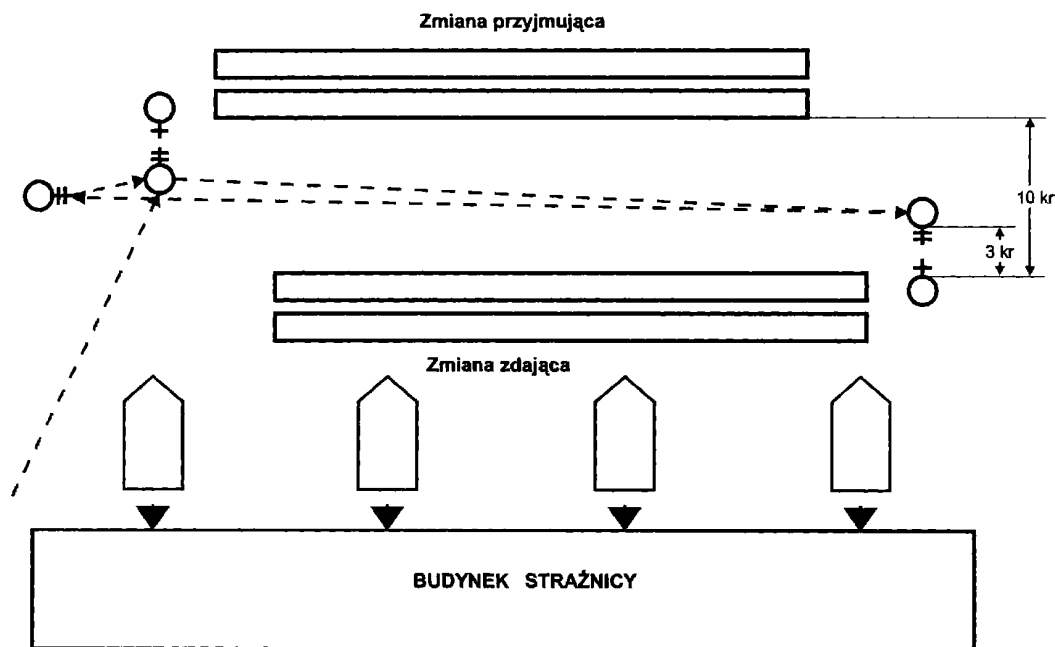 Zmiana przyjmująca
10 kr
3 kr
Zmiana zdająca
BUDYNEK STRAŻNICY